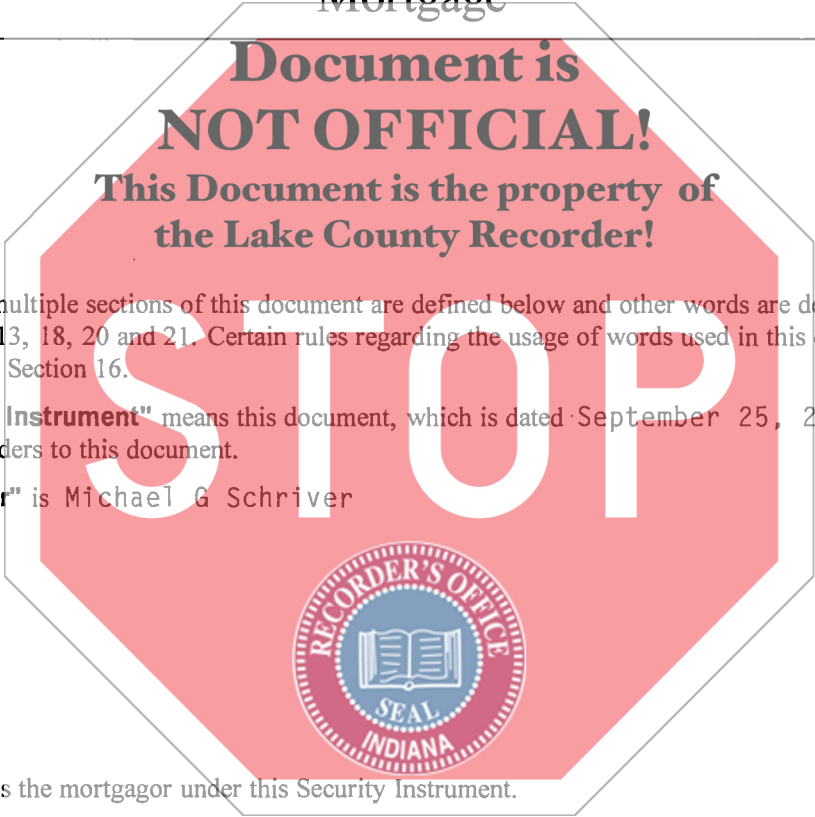 Mortgage
Document is
NOT OFFICIAL!
This Document is the property of
the Lake County Recorder!
multiple sections of this document are defined below and other words are de
13, 18, 20 and 21. Certain rules regarding the usage of words used in this
Section 16.
Instrument" means this document, which is dated September 25, 2
ders to this document.
r" is Michael G Schriver
STOP
RECORDER'S OFFICE
SEAL
INDIANA
s the mortgagor under this Security Instrument.